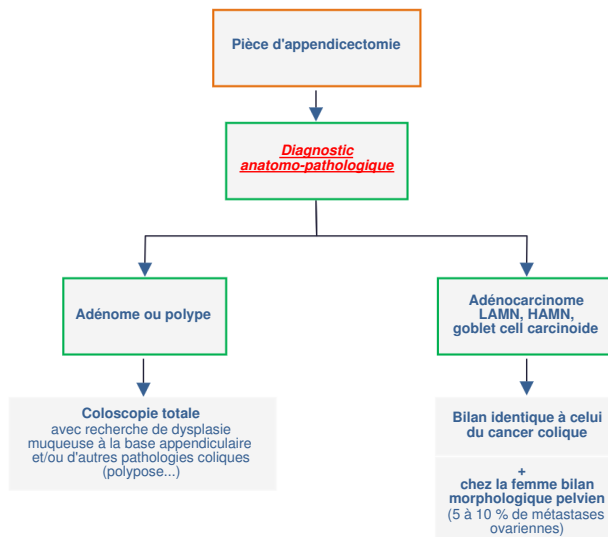 Pièce d'appendicectomie
Diagnostic
anatomo-pathologique
Adénome ou polype
Adénocarcinome
LAMN, HAMN,
goblet cell carcinoide
Coloscopie totale
avec recherche de dysplasie
muqueuse à la base appendiculaire
et/ou d'autres pathologies coliques
(polypose...)
Bilan identique à celui
du cancer colique
+
chez la femme bilan
morphologique pelvien
(5 à 10 % de métastases
ovariennes)